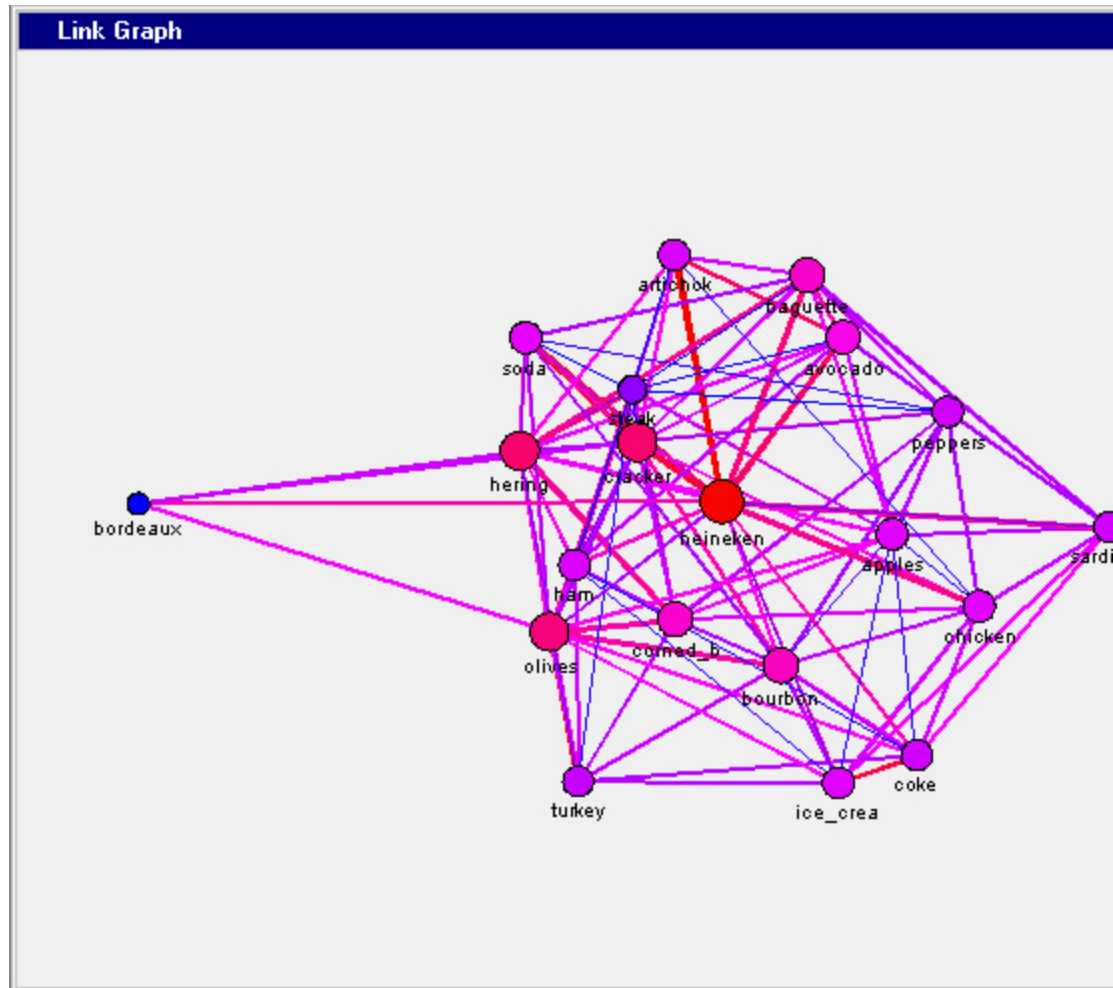 Link Graph
artichok
baguette
soda
avocado
steak
peppers
hering
cracker
bordeaux
heineken
apples
sardi
ham
chicken
olives
corned_b
bourbon
coke
turkey
ice_crea